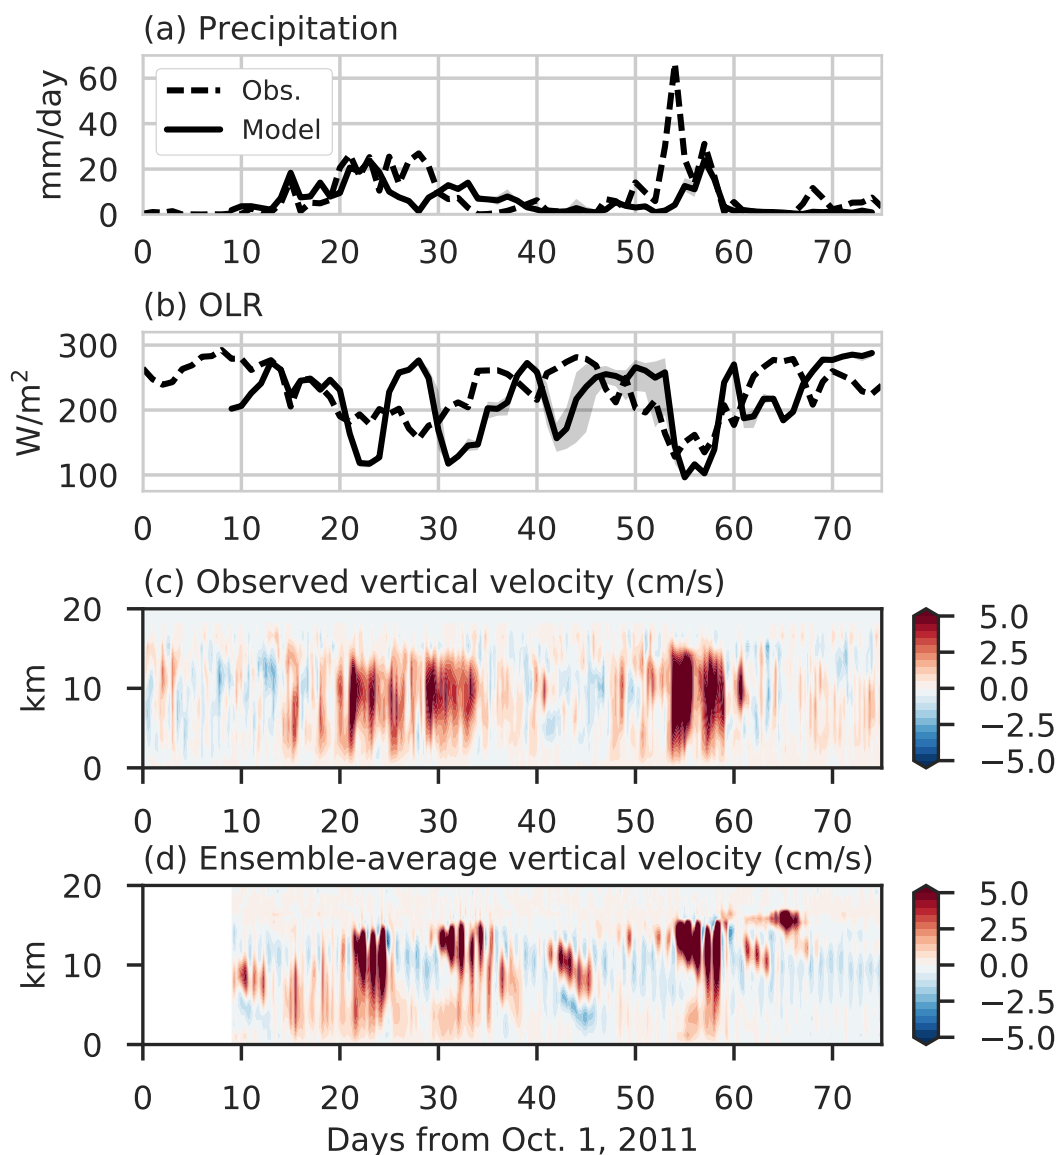 (a) Precipitation
mm/day
60
40
20
0
Obs.
Model
0 10 20 30 40 50 60 70
(b) OLR
W/m²
300
200
100
0 10 20 30 40 50 60 70
(c) Observed vertical velocity (cm/s)
km
20
10
0
0 10 20 30 40 50 60 70
5.0
2.5
0.0
−2.5
−5.0
(d) Ensemble-average vertical velocity (cm/s)
km
20
10
0
0 10 20 30 40 50 60 70
5.0
2.5
0.0
−2.5
−5.0
Days from Oct. 1, 2011